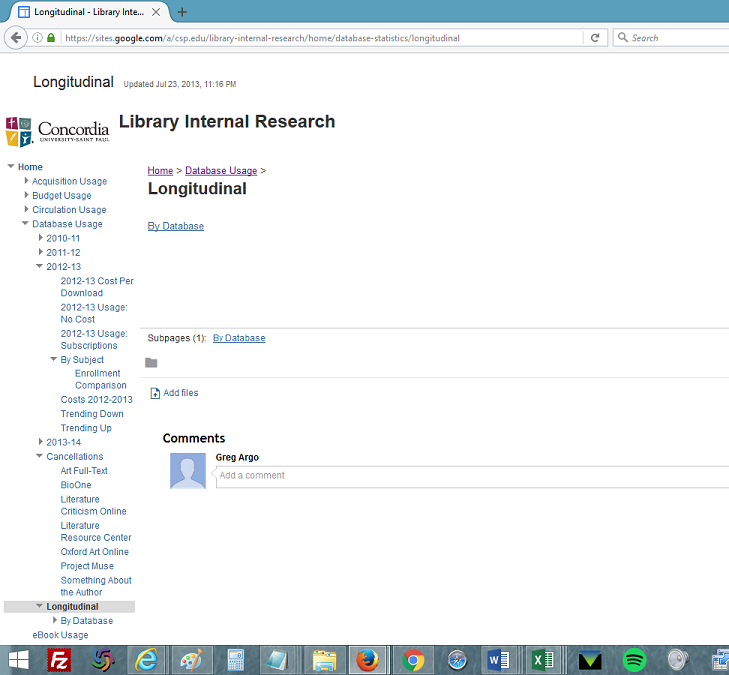 Longitudinal - Library Inte...
https://sites.google.com/a/csp.edu/library-internal-research/home/database-statistics/longitudinal
Search
Longitudinal Updated Jul 23, 2013, 11:16 PM
Concordia
UNIVERSITY·SAINT PAUL
Library Internal Research
Home
Acquisition Usage
Budget Usage
Circulation Usage
Database Usage
2010-11
2011-12
2012-13
2012-13 Cost Per
Download
2012-13 Usage:
No Cost
2012-13 Usage:
Subscriptions
By Subject
Enrollment
Comparison
Costs 2012-2013
Trending Down
Trending Up
2013-14
Cancellations
Art Full-Text
BioOne
Literature
Criticism Online
Literature
Resource Center
Oxford Art Online
Project Muse
Something About
the Author
Longitudinal
By Database
eBook Usage
Home > Database Usage >
Longitudinal
By Database
Subpages (1): By Database
Add files
Comments
Greg Argo
Add a comment